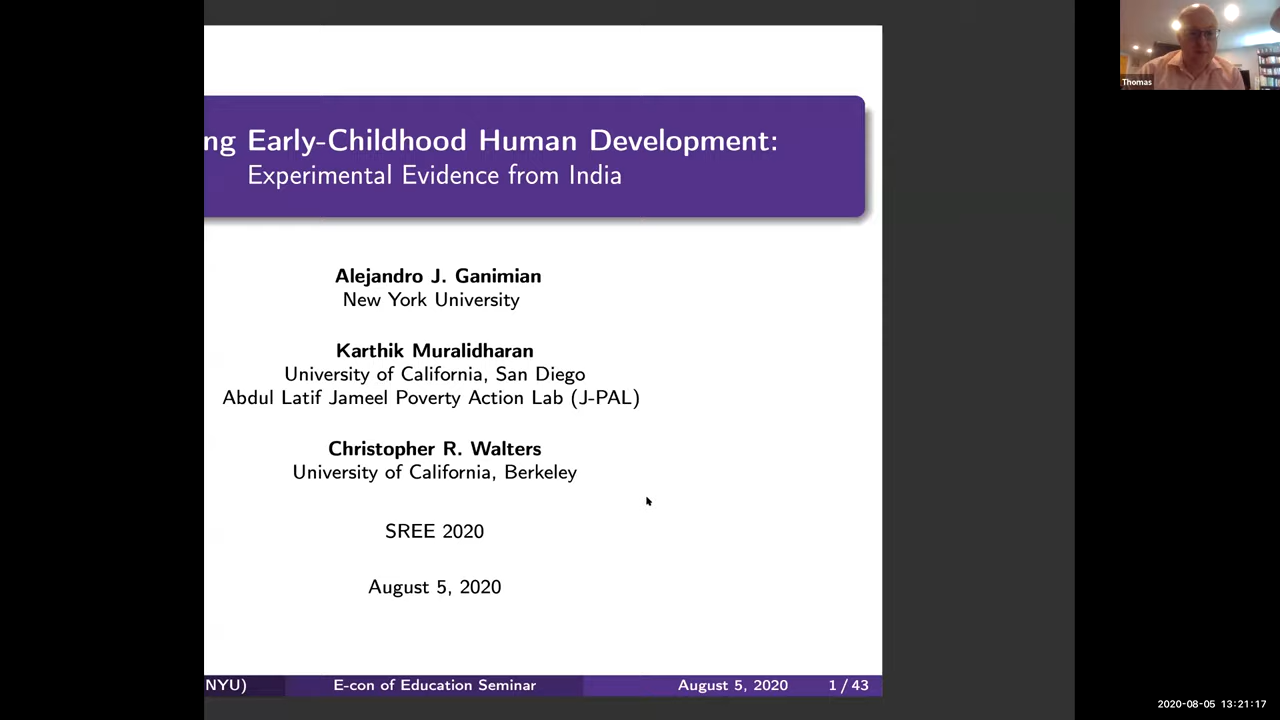 ng Early-Childhood Human Development:
Experimental Evidence from India
Alejandro J. Ganimian
New York University
Karthik Muralidharan
University of California, San Diego
Abdul Latif Jameel Poverty Action Lab (J-PAL)
Christopher R. Walters
University of California, Berkeley
SREE 2020
August 5, 2020
NYU) E-con of Education Seminar August 5, 2020 1 / 43
Thomas
2020-08-05 13:21:17